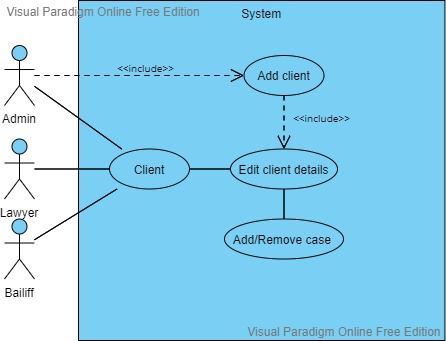 Visual Paradigm Online Free Edition
System
<<include>>
Add client
Admin
<<include>>
Client
Edit client details
Lawyer
Add/Remove case
Bailiff
Visual Paradigm Online Free Edition